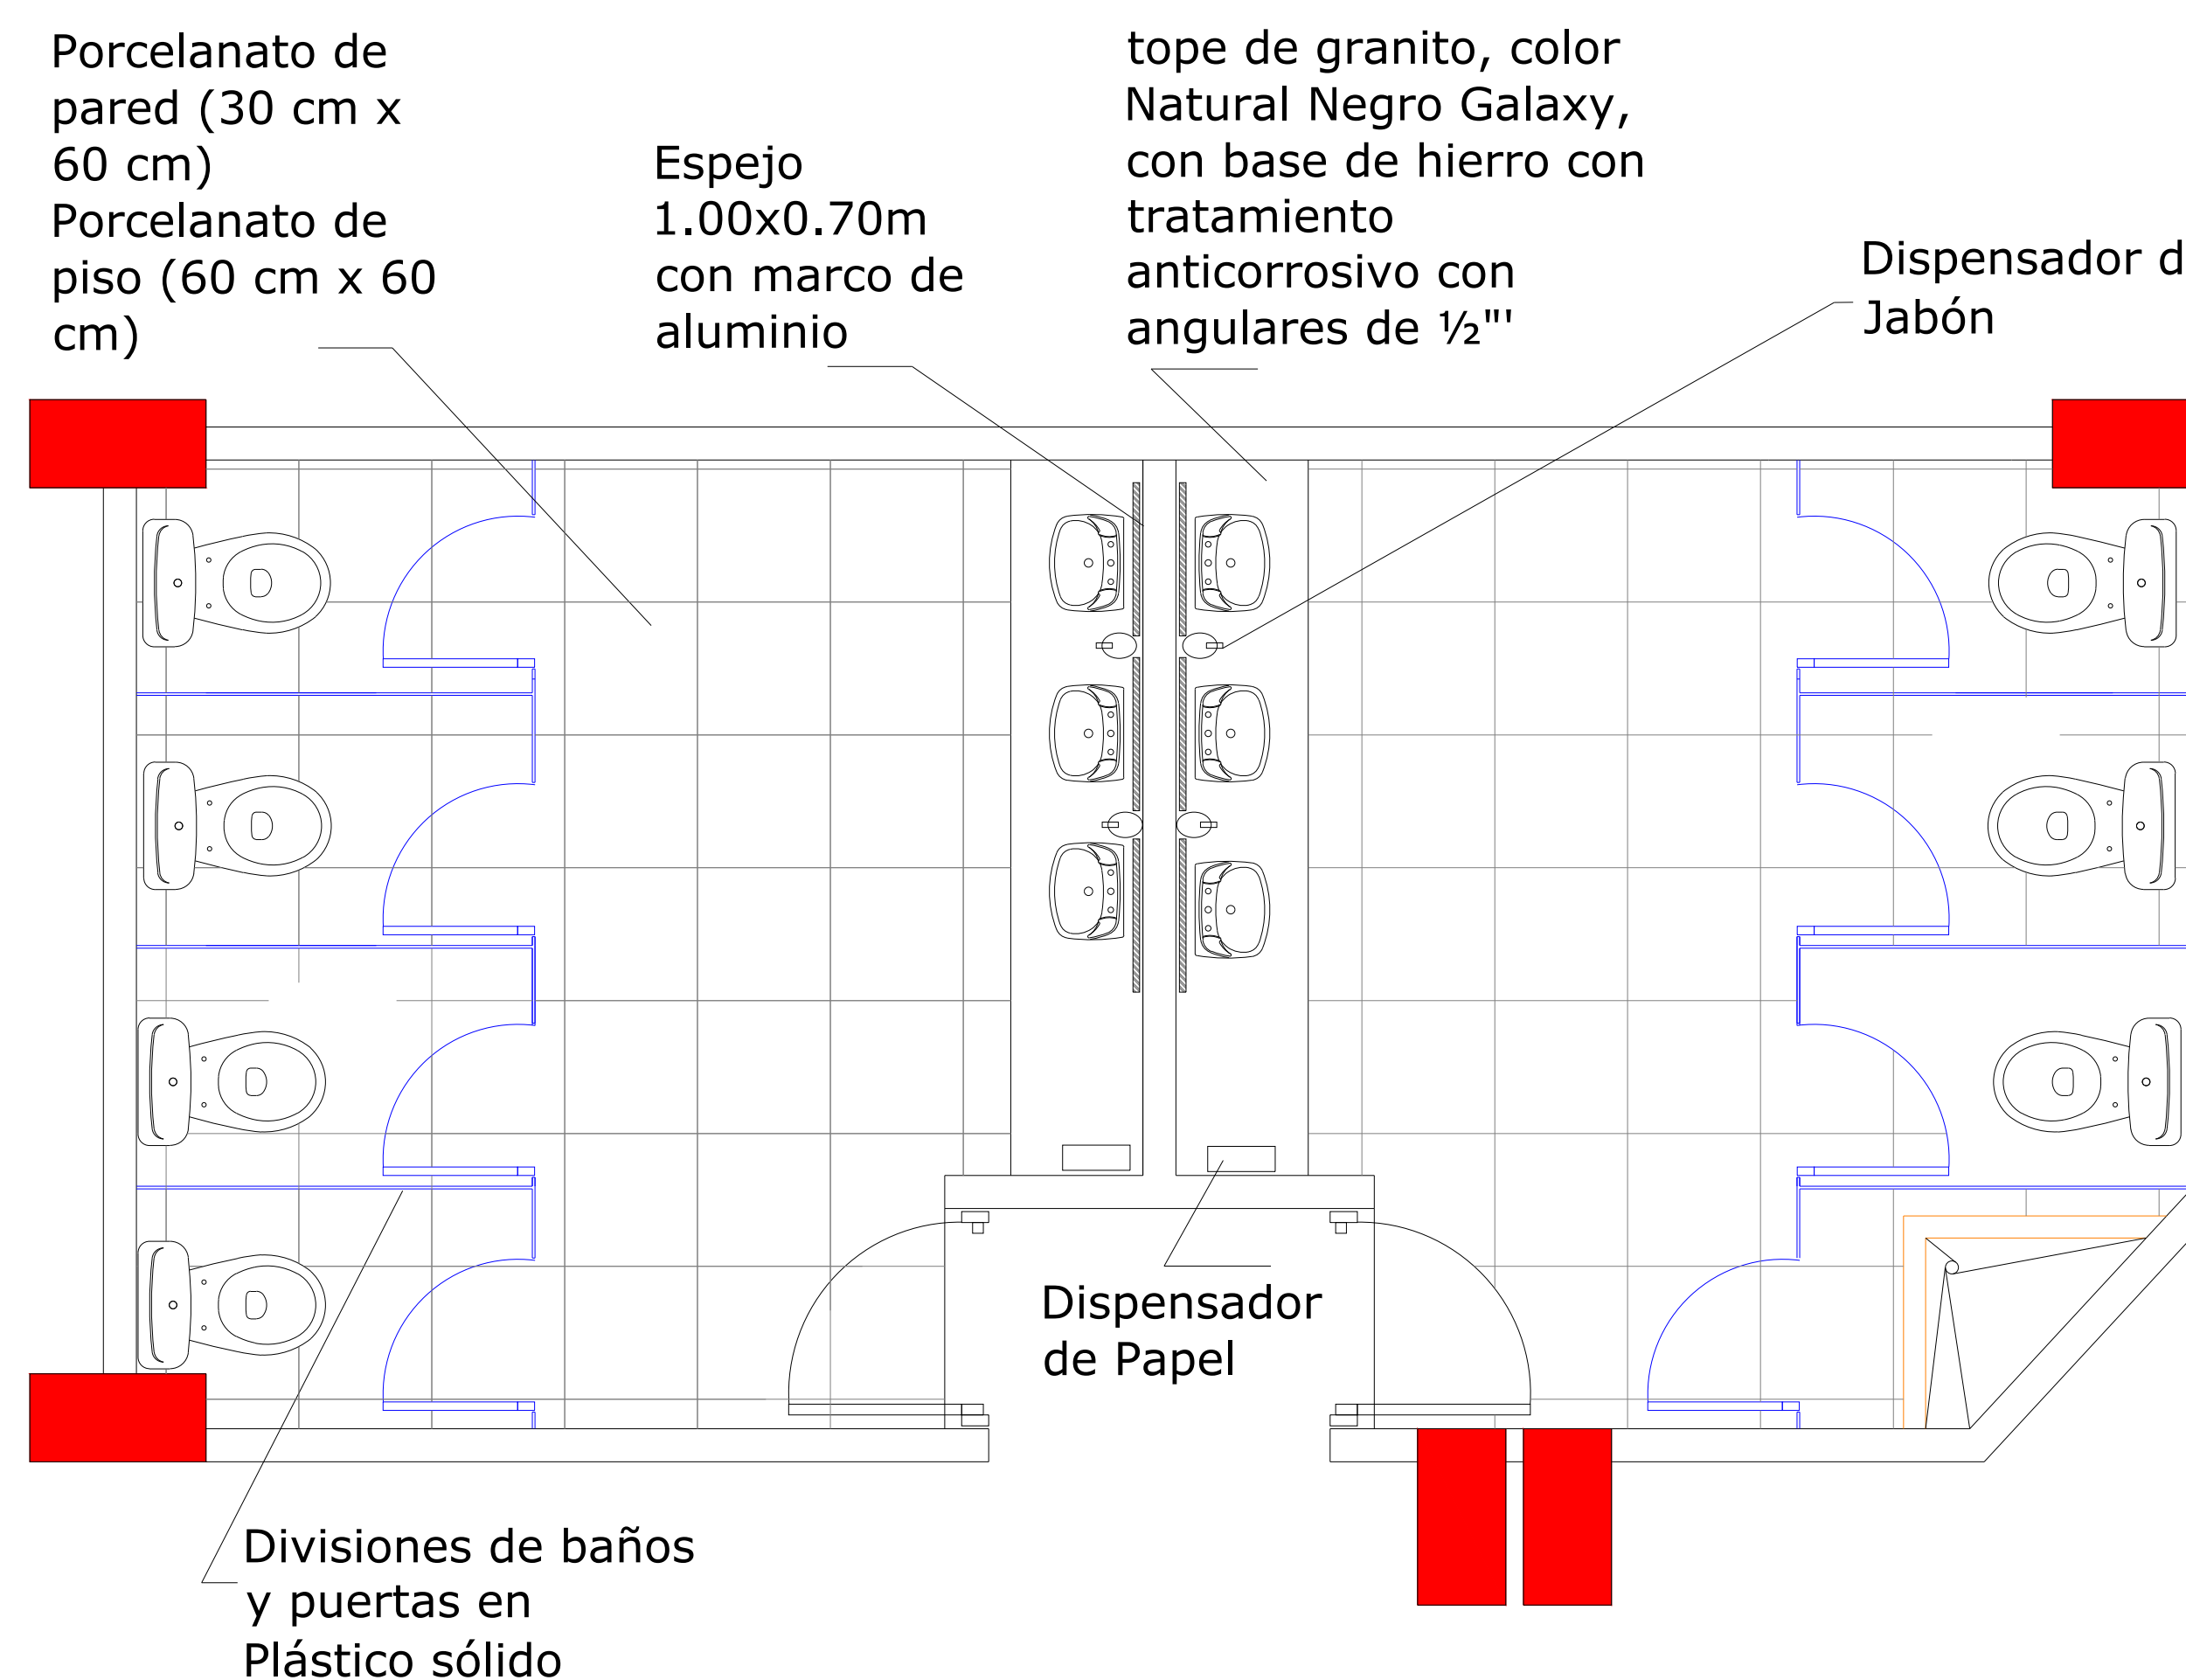 Porcelanato de
pared (30 cm x
60 cm)
Porcelanato de
piso (60 cm x 60
cm)
Espejo
1.00x0.70m
con marco de
aluminio
tope de granito, color
Natural Negro Galaxy,
con base de hierro con
tratamiento
anticorrosivo con
angulares de ½"'
Dispensador d
Jabón
Dispensador
de Papel
Divisiones de baños
y puertas en
Plástico sólido